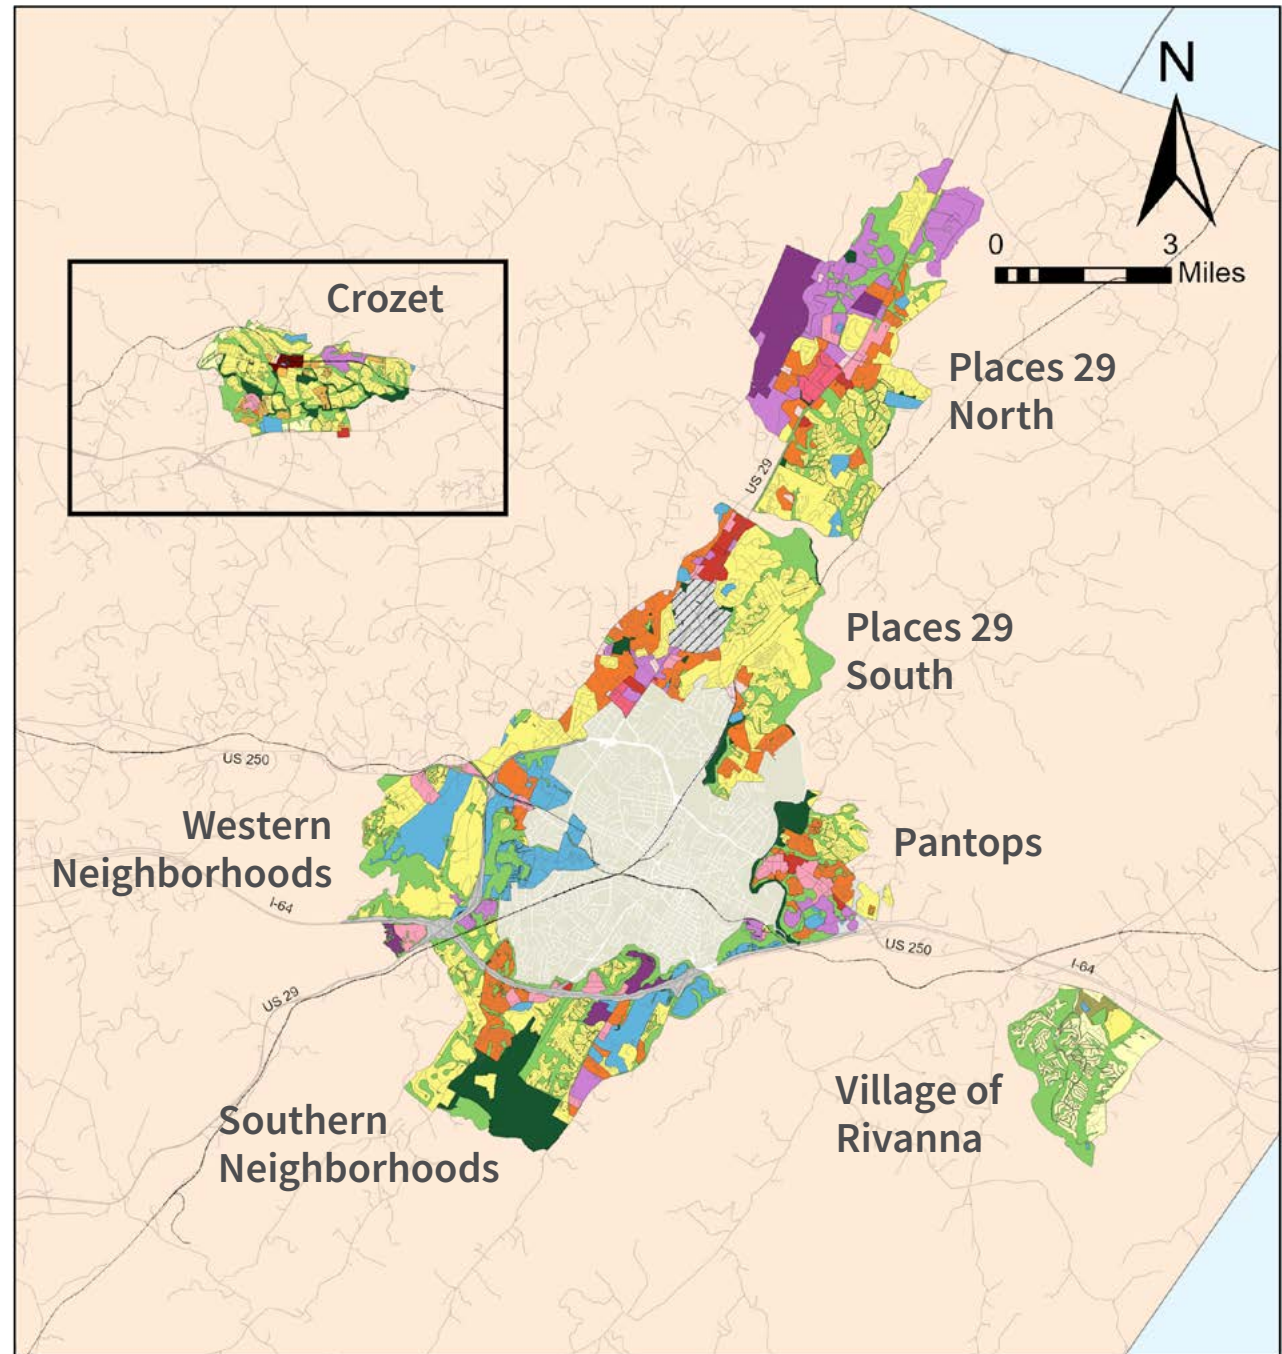 N
0 3
Miles
Crozet
Places 29
North
US 29
Places 29
South
US 250
Western
Neighborhoods
Pantops
I-64
US 250
I-64
US 29
Village of
Rivanna
Southern
Neighborhoods